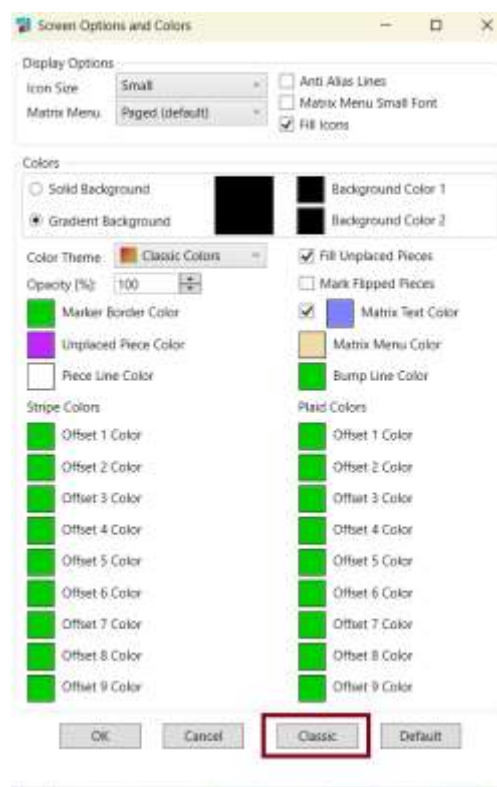 Screen Options and Colors
Display Options
Icon Size Small
Matrix Menu Paged (default)
Anti Alias Lines
Matrix Menu Small Font
Fill Icons
Colors
Solid Background
Gradient Background
Background Color 1
Background Color 2
Color Theme Classic Colors
Fill Unplaced Pieces
Opacity (%): 100
Mark Flipped Pieces
Marker Border Color
Matrix Text Color
Unplaced Piece Color
Matrix Menu Color
Piece Line Color
Bump Line Color
Stripe Colors
Offset 1 Color
Offset 2 Color
Offset 3 Color
Offset 4 Color
Offset 5 Color
Offset 6 Color
Offset 7 Color
Offset 8 Color
Offset 9 Color
Plaid Colors
Offset 1 Color
Offset 2 Color
Offset 3 Color
Offset 4 Color
Offset 5 Color
Offset 6 Color
Offset 7 Color
Offset 8 Color
Offset 9 Color
OK Cancel Classic Default